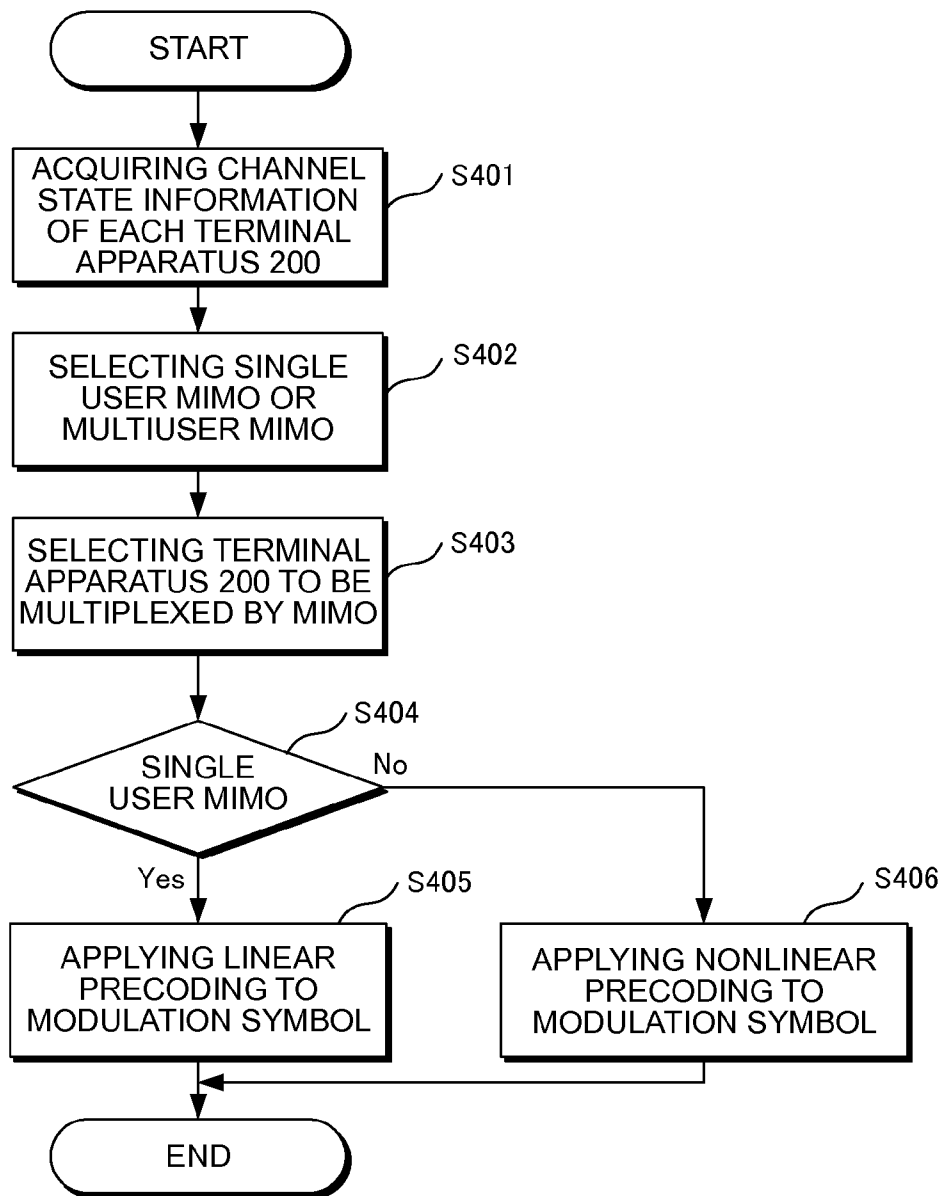 START
ACQUIRING CHANNEL
STATE INFORMATION
OF EACH TERMINAL
APPARATUS 200
S401
SELECTING SINGLE
USER MIMO OR
MULTIUSER MIMO
S402
SELECTING TERMINAL
APPARATUS 200 TO BE
MULTIPLEXED BY MIMO
S403
SINGLE
USER MIMO
S404
No
Yes
APPLYING LINEAR
PRECODING TO
MODULATION SYMBOL
S405
APPLYING NONLINEAR
PRECODING TO
MODULATION SYMBOL
S406
END